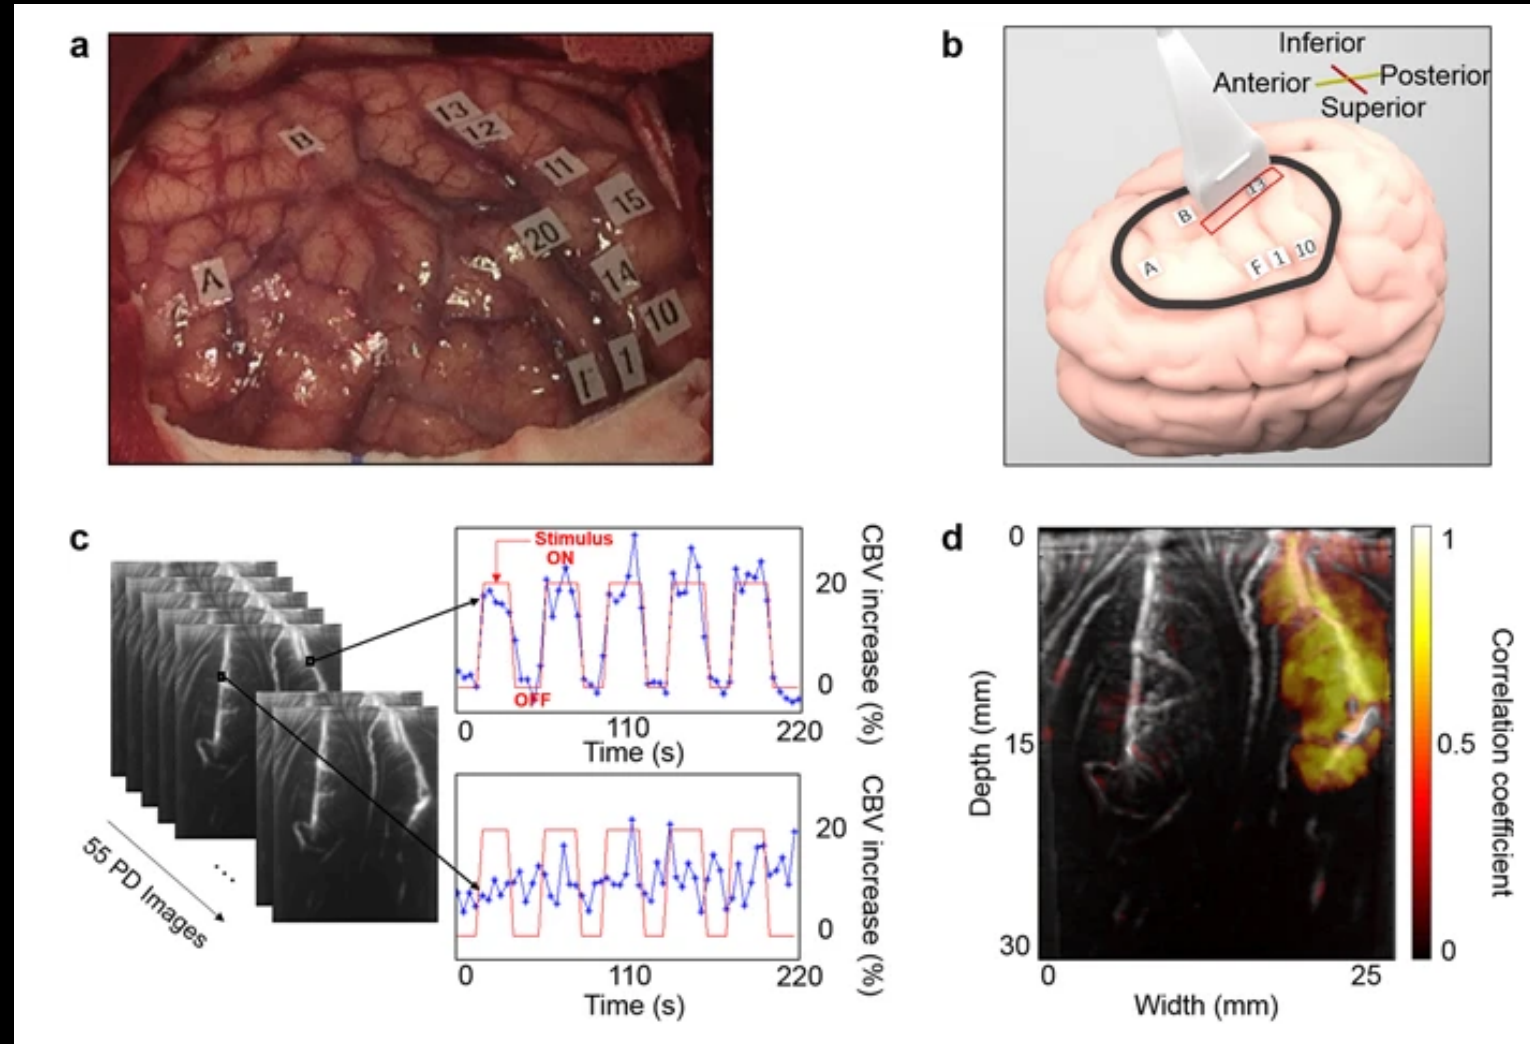 a
B
13
12
11
15
20
A
14
10
1
b
Inferior
Anterior
Posterior
Superior
13
B
A
F 1 10
c
Stimulus
ON
OFF
20
0
CBV increase (%)
0 110 220
Time (s)
20
0
CBV increase (%)
0 110 220
Time (s)
...
55 PD Images
d
0
15
30
Depth (mm)
0 25
Width (mm)
1
0.5
0
Correlation coefficient